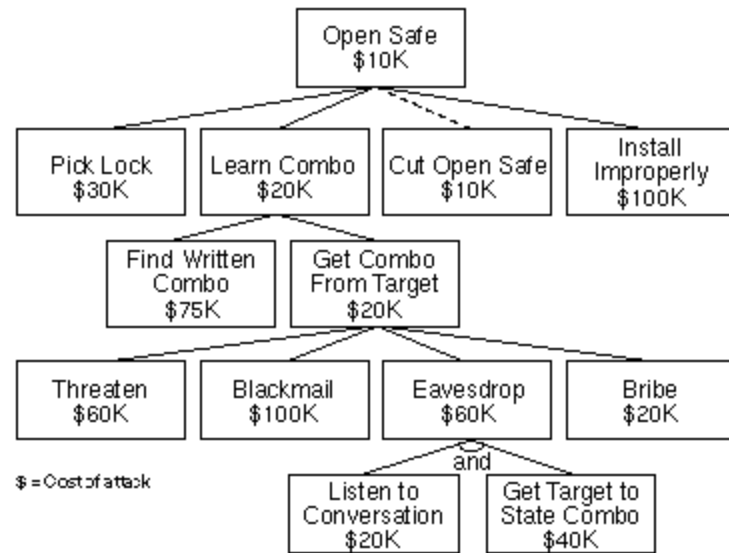 Open Safe
$10K
Pick Lock
$30K
Learn Combo
$20K
Cut Open Safe
$10K
Install
Improperly
$100K
Find Written
Combo
$75K
Get Combo
From Target
$20K
Threaten
$60K
Blackmail
$100K
Eavesdrop
$60K
Bribe
$20K
and
$ = Cost of attack
Listen to
Conversation
$20K
Get Target to
State Combo
$40K